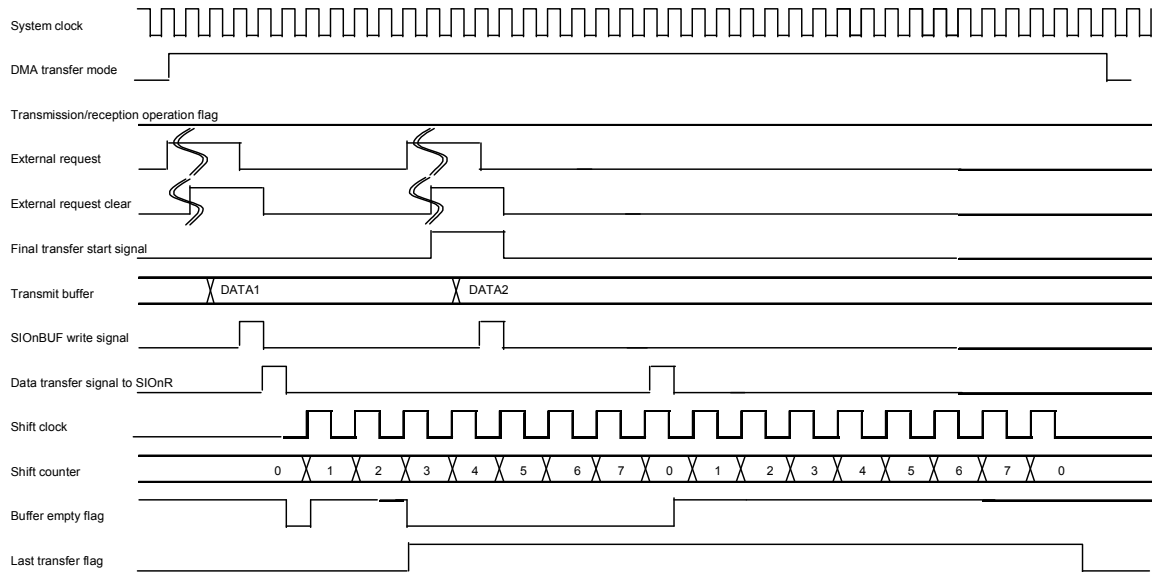 System clock
DMA transfer mode
Transmission/reception operation flag
External request
External request clear
Final transfer start signal
Transmit buffer DATA1 DATA2
SIOnBUF write signal
Data transfer signal to SIOnR
Shift clock
Shift counter 0 1 2 3 4 5 6 7 0 1 2 3 4 5 6 7 0
Buffer empty flag
Last transfer flag